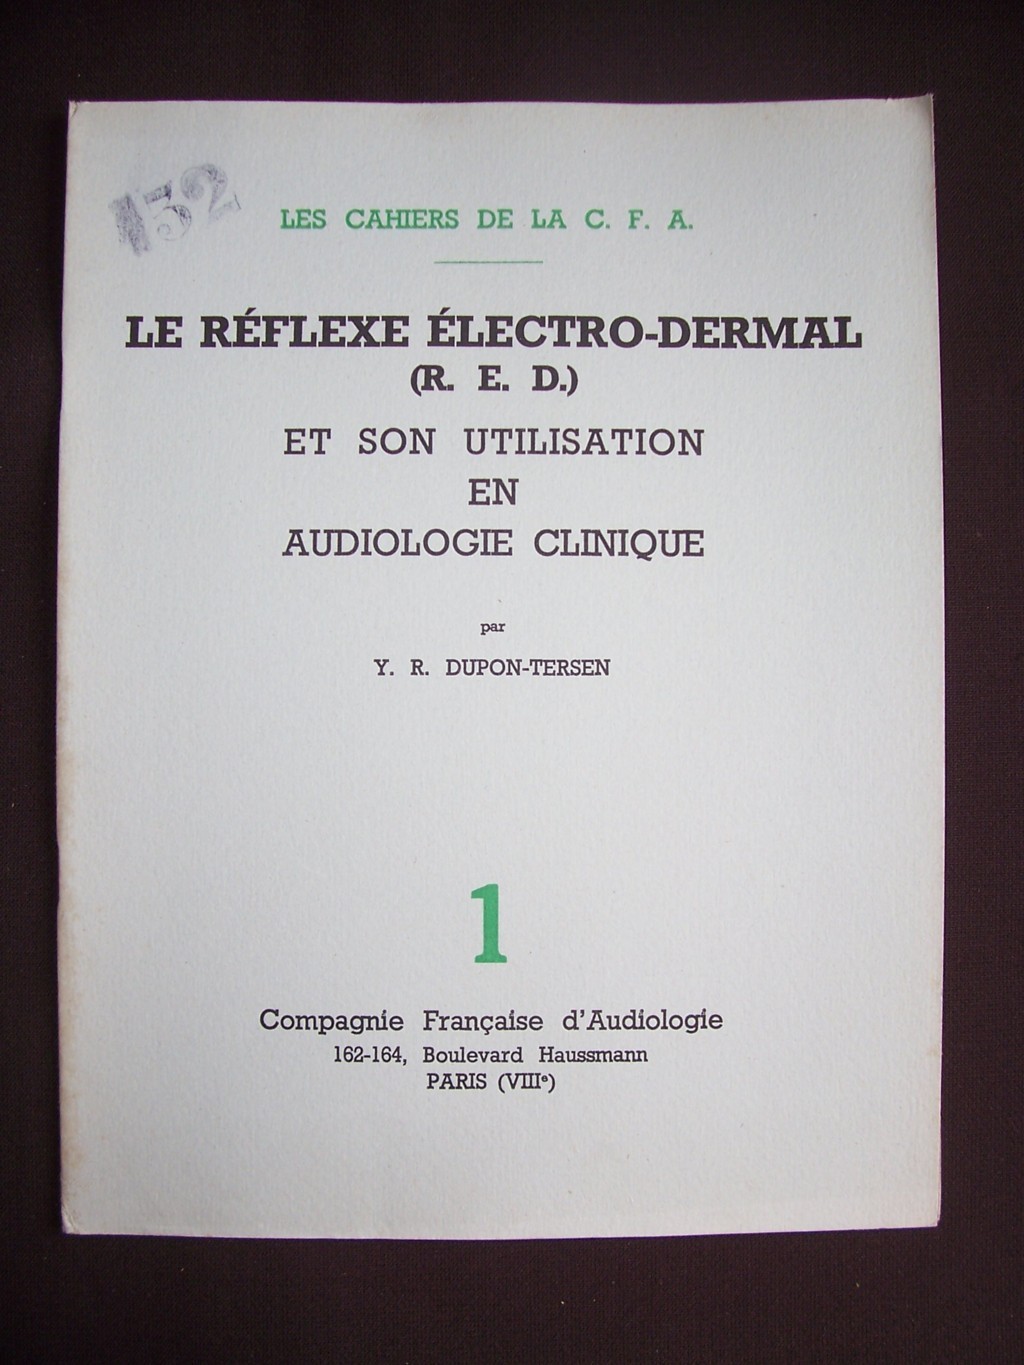 132
LES CAHIERS DE LA C. F. A.
LE RÉFLEXE ÉLECTRO-DERMAL
(R. E. D.)
ET SON UTILISATION
EN
AUDIOLOGIE CLINIQUE
par
Y. R. DUPON-TERSEN
1
Compagnie Française d'Audiologie
162-164, Boulevard Haussmann
PARIS (VIIIe)